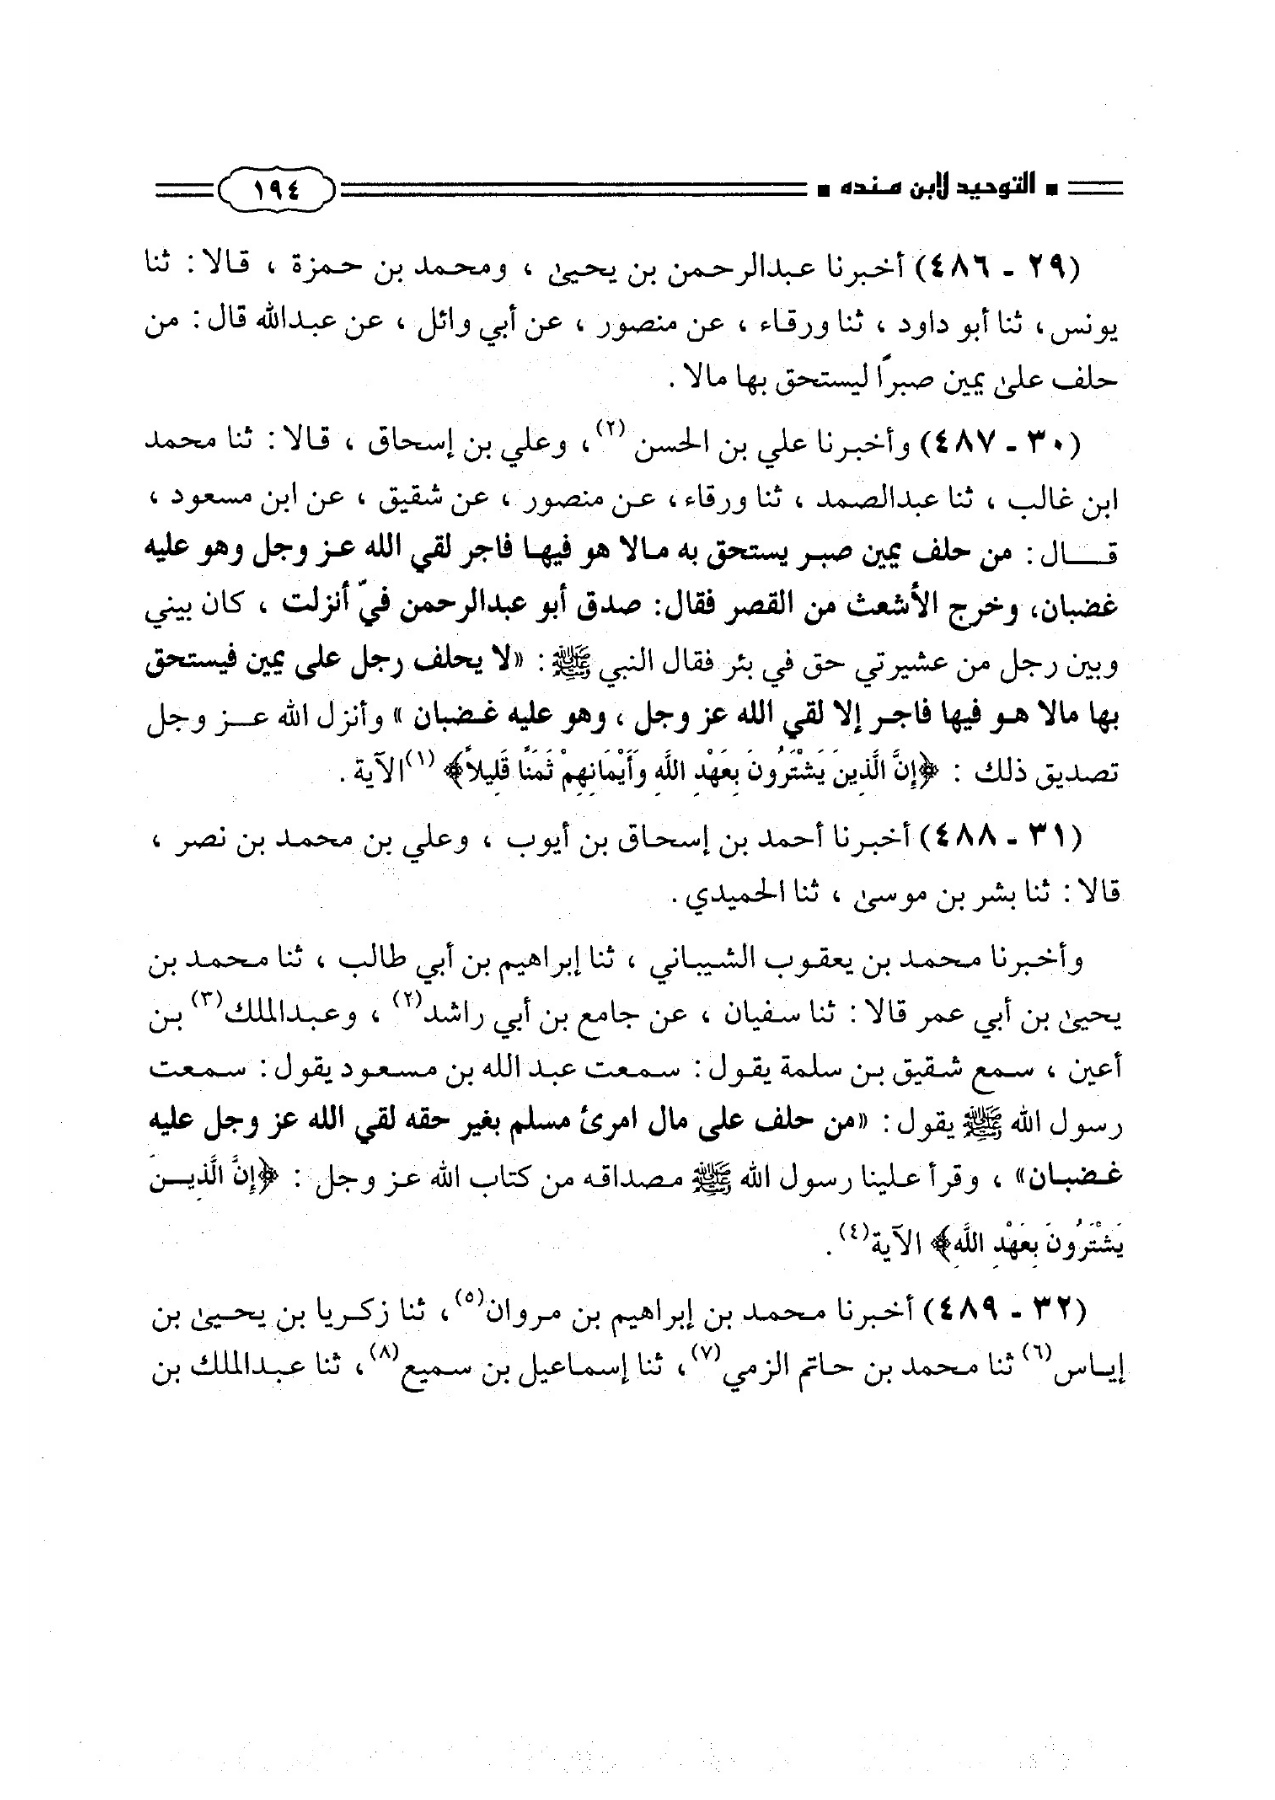 التوحيد لابن منده ١٩٤
(٢٩ - ٤٨٦) أخبرنا عبدالرحمن بن يحيىٰ ، ومحمد بن حمزة ، قالا : ثنا
يونس، ثنا أبو داود ، ثنا ورقاء ، عن منصور ، عن أبي وائل ، عن عبدالله قال : من
حلف علىٰ يمين صبرًا ليستحق بها مالا .
(٣٠ - ٤٨٧) وأخبرنا علي بن الحسن (٢)، وعلي بن إسحاق ، قالا : ثنا محمد
ابن غالب ، ثنا عبدالصمد ، ثنا ورقاء، عن منصور ، عن شقيق ، عن ابن مسعود ،
قــال : من حلف يمين صبر يستحق به مالا هو فيها فاجر لقي الله عز وجل وهو عليه
غضبان، وخرج الأشعث من القصر فقال: صدق أبو عبدالرحمن فيّ أنزلت ، كان بيني
وبين رجل من عشيرتي حق في بئر فقال النبي ﷺ : «لا يحلف رجل على يمين فيستحق
بها مالا هو فيها فاجر إلا لقي الله عز وجل ، وهو عليه غضبان » وأنزل الله عز وجل
تصديق ذلك : ﴿إِنَّ الَّذِينَ يَشْتَرُونَ بِعَهْدِ اللَّهِ وَأَيْمَانِهِمْ ثَمَنًا قَلِيلاً﴾ (١) الآية .
(٣١ - ٤٨٨) أخبرنا أحمد بن إسحاق بن أيوب ، وعلي بن محمد بن نصر ،
قالا : ثنا بشر بن موسىٰ ، ثنا الحميدي .
وأخبرنا محمد بن يعقوب الشيباني ، ثنا إبراهيم بن أبي طالب ، ثنا محمد بن
يحيىٰ بن أبي عمر قالا : ثنا سفيان ، عن جامع بن أبي راشد(٢) ، وعبدالملك(٣) بن
أعين ، سمع شقيق بن سلمة يقول : سمعت عبد الله بن مسعود يقول : سمعت
رسول الله ﷺ يقول : «من حلف على مال امرئ مسلم بغير حقه لقي الله عز وجل عليه
غضبان» ، وقرأ علينا رسول الله ﷺ مصداقه من كتاب الله عز وجل : ﴿إِنَّ الَّذِيـنَ
يَشْتَرُونَ بِعَهْدِ اللَّهِ﴾ الآية(٤) .
(٣٢ - ٤٨٩) أخبرنا محمد بن إبراهيم بن مروان(٥)، ثنا زكريا بن يحيىٰ بن
إياس(٦) ثنا محمد بن حاتم الزمي(٧)، ثنا إسماعيل بن سميع(٨)، ثنا عبدالملك بن